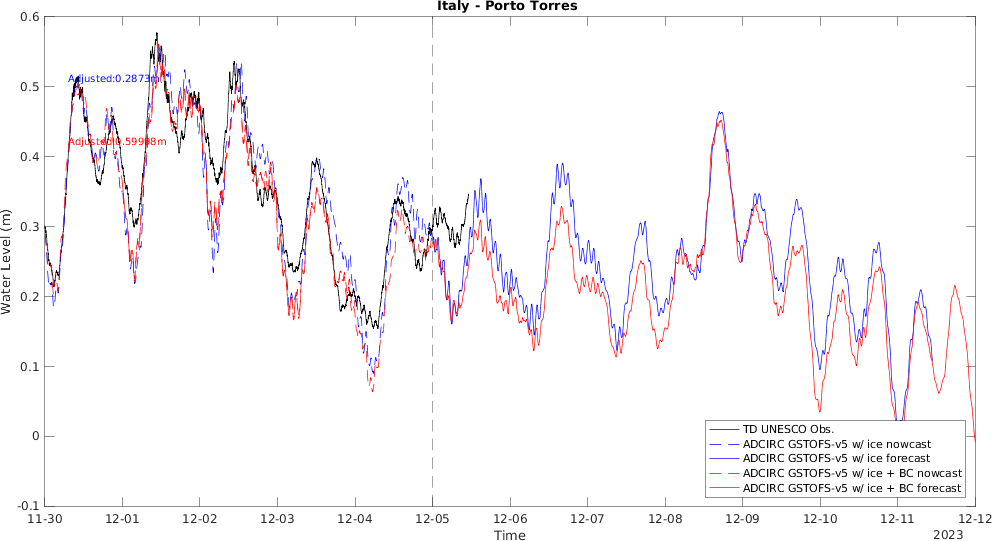 Italy - Porto Torres
Water Level (m)
0.6
0.5
0.4
0.3
0.2
0.1
0
-0.1
Adjusted:0.2873m
Adjusted:0.59998m
TD UNESCO Obs.
ADCIRC GSTOFS-v5 w/ ice nowcast
ADCIRC GSTOFS-v5 w/ ice forecast
ADCIRC GSTOFS-v5 w/ ice + BC nowcast
ADCIRC GSTOFS-v5 w/ ice + BC forecast
11-30 12-01 12-02 12-03 12-04 12-05 12-06 12-07 12-08 12-09 12-10 12-11 12-12
Time
2023